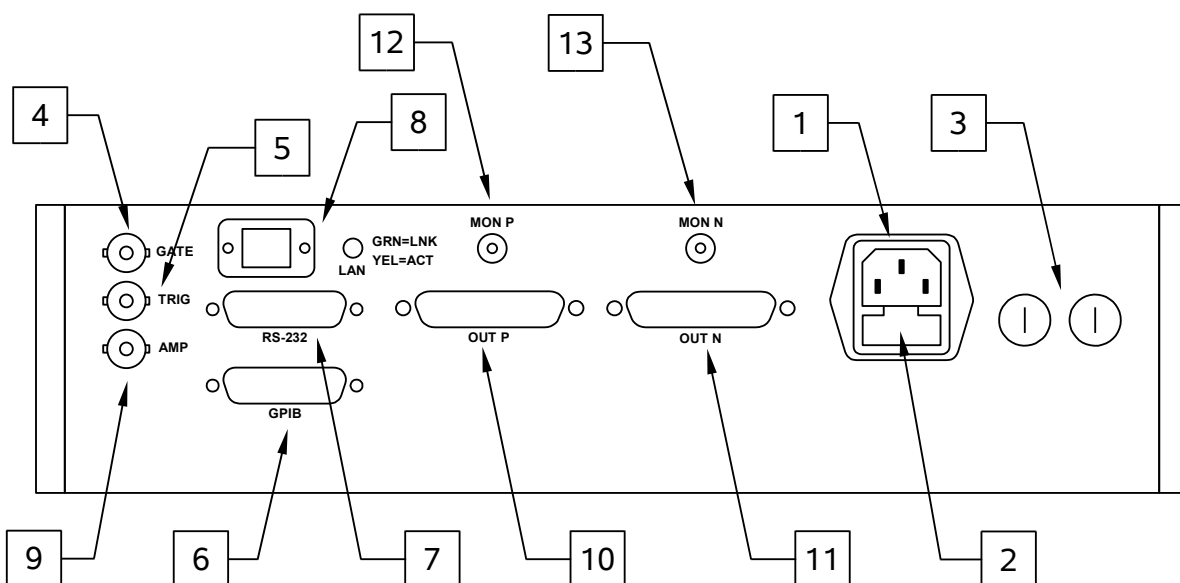 12
13
4
5
8
1
3
MON P
MON N
GATE
GRN=LNK
YEL=ACT
LAN
TRIG
RS-232
OUT P
OUT N
AMP
GPIB
9
6
7
10
11
2